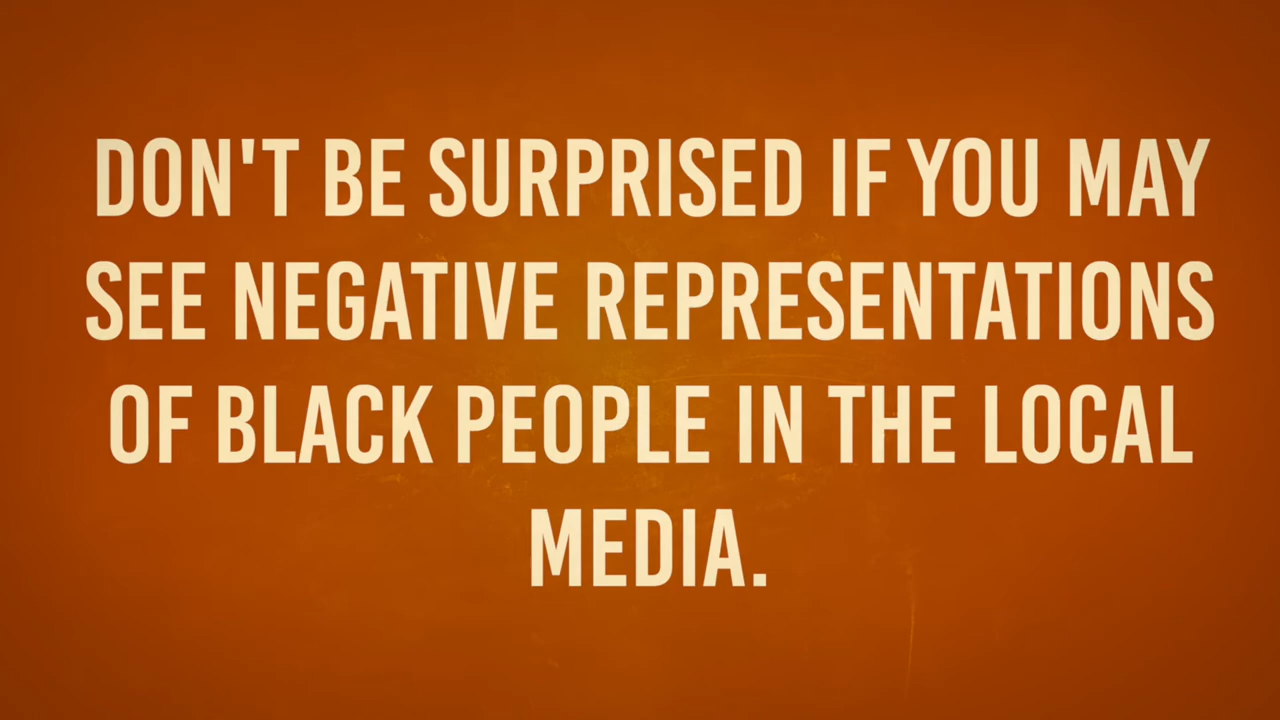 DON'T BE SURPRISED IF YOU MAY
SEE NEGATIVE REPRESENTATIONS
OF BLACK PEOPLE IN THE LOCAL
MEDIA.